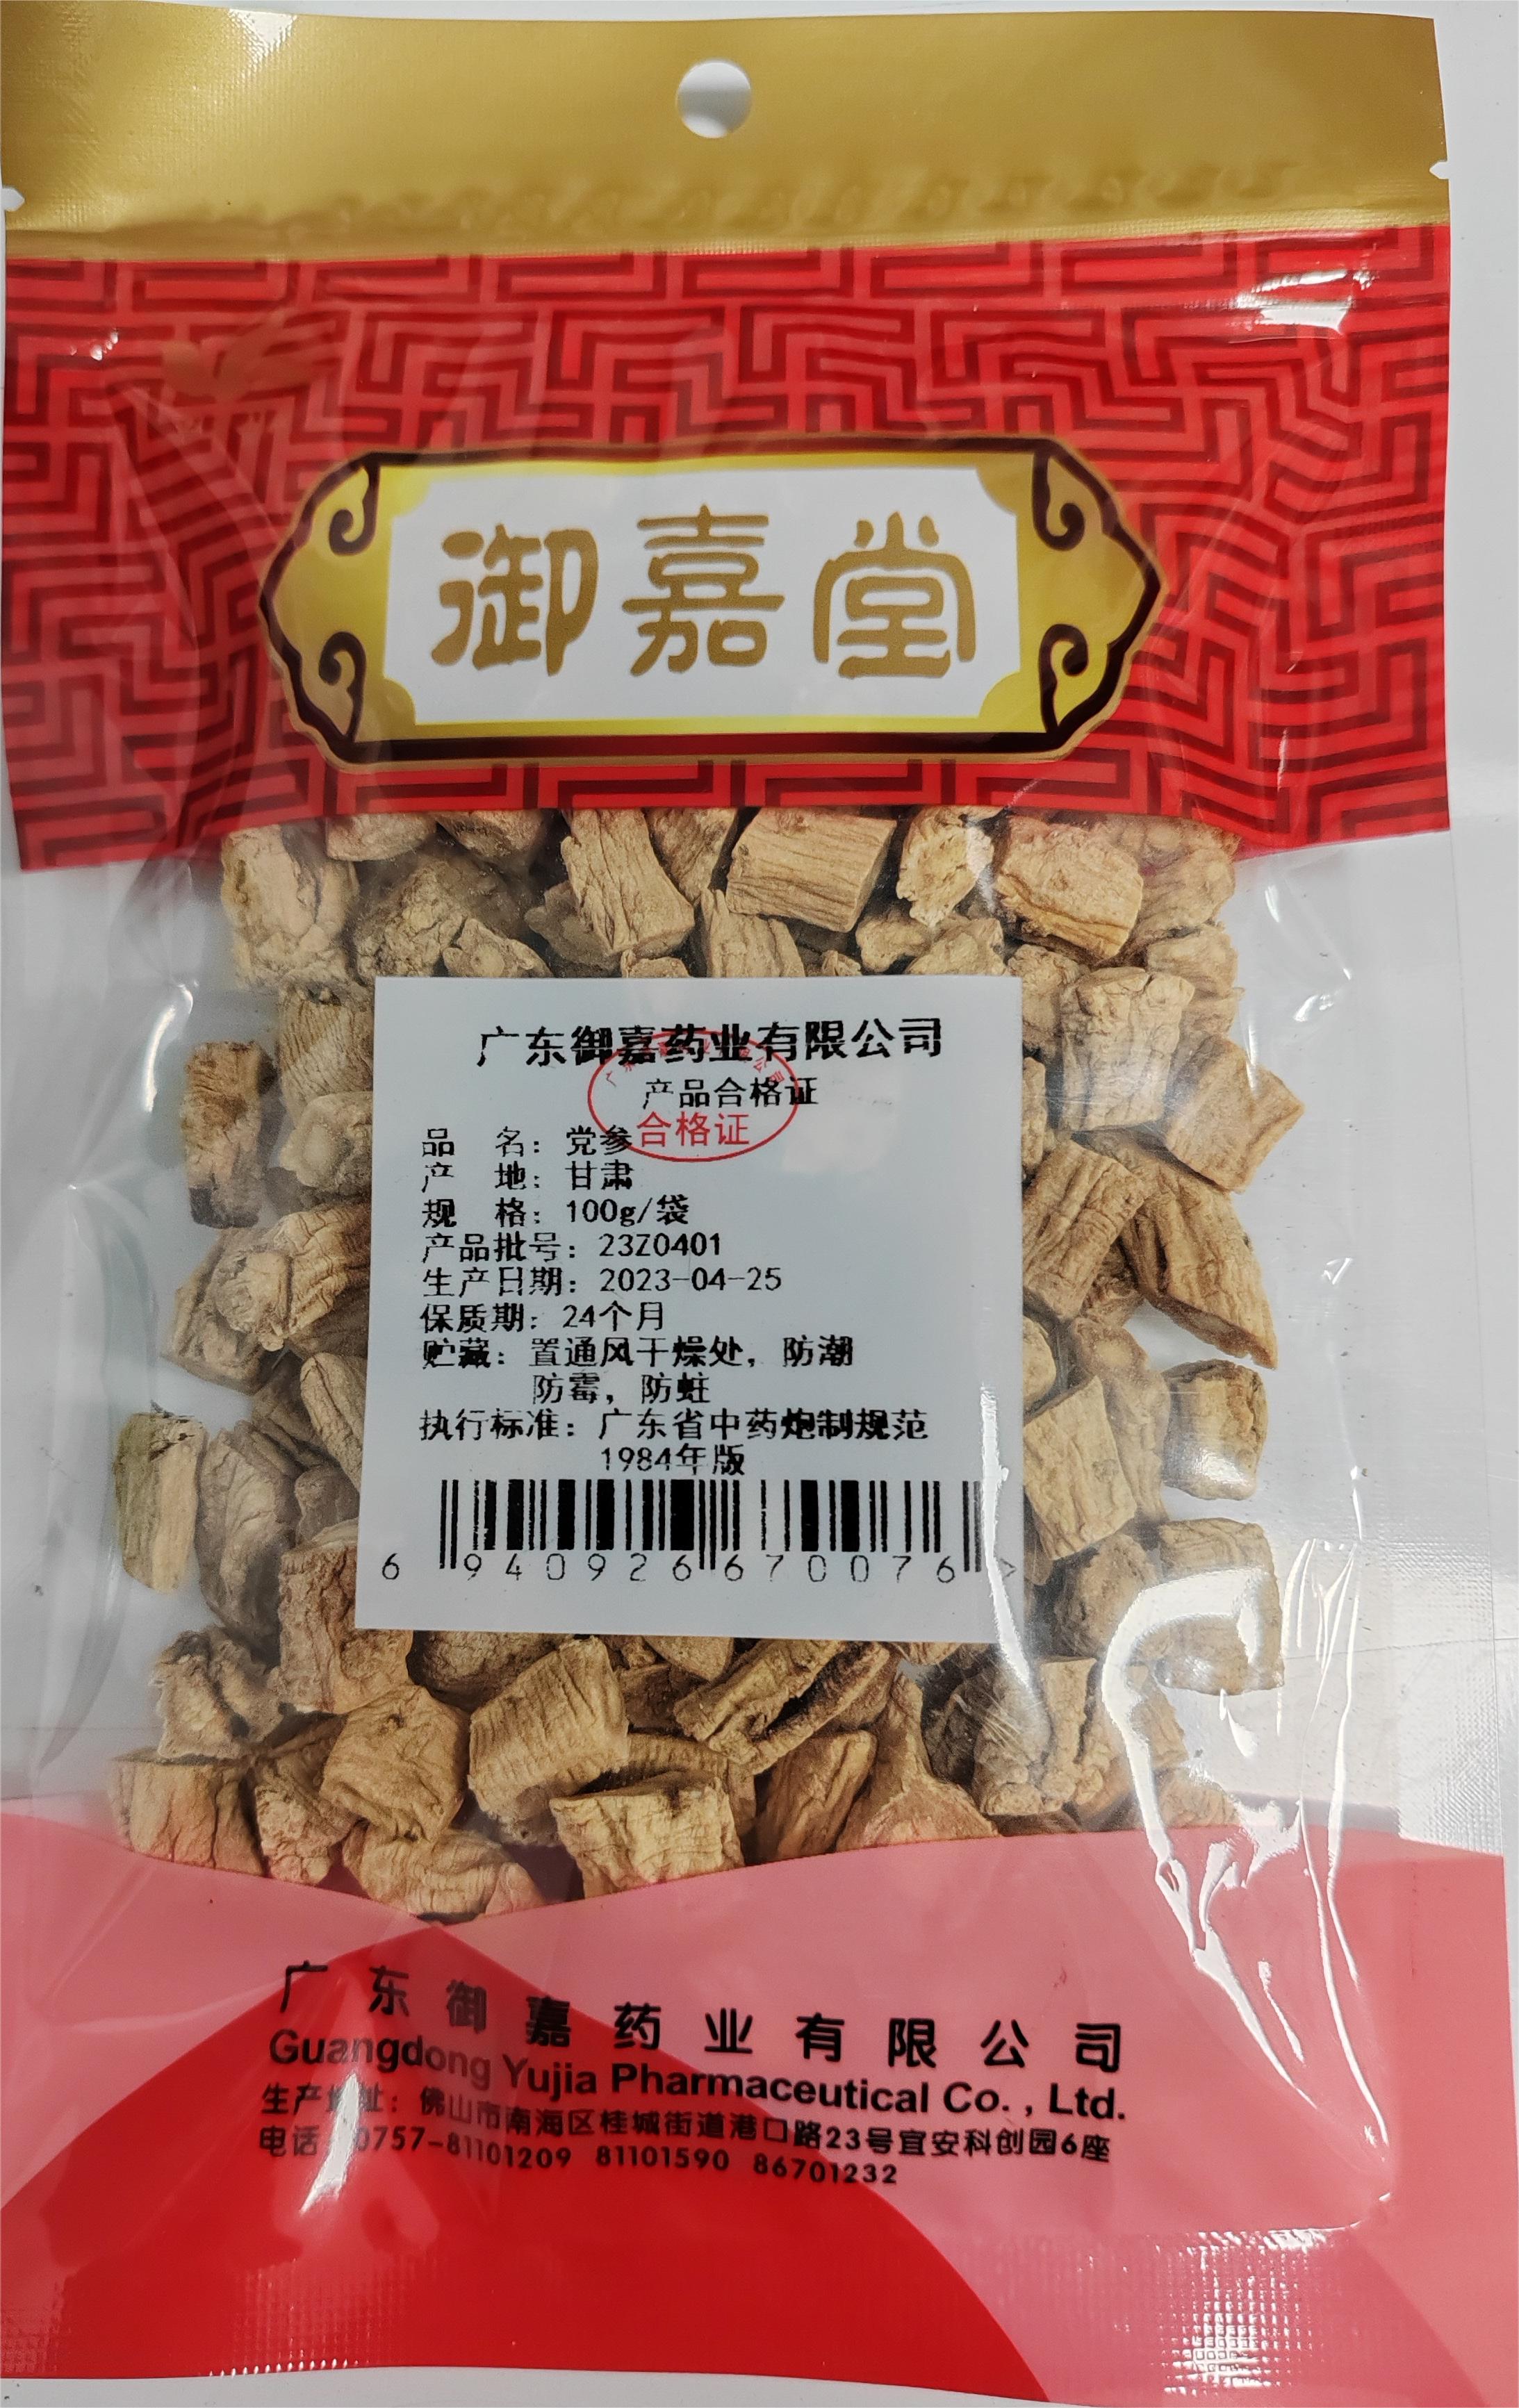 御嘉堂
广东御嘉药业有限公司
产品合格证
合格证
品 名：党参
产 地：甘肃
规 格：100g/袋
产品批号：23Z0401
生产日期：2023-04-25
保质期：24个月
贮藏：置通风干燥处，防潮
防霉，防蛀
执行标准：广东省中药炮制规范
1984年版
6 940926 670076 >
广东御嘉药业有限公司
Guangdong Yujia Pharmaceutical Co., Ltd.
生产地址：佛山市南海区桂城街道港口路23号宜安科创园6座
电话：0757-81101209 81101590 86701232